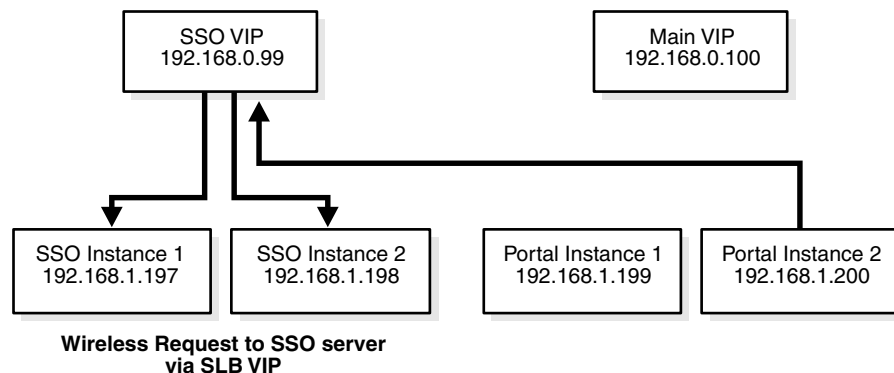 SSO VIP
192.168.0.99
Main VIP
192.168.0.100
SSO Instance 1
192.168.1.197
SSO Instance 2
192.168.1.198
Portal Instance 1
192.168.1.199
Portal Instance 2
192.168.1.200
Wireless Request to SSO server
via SLB VIP